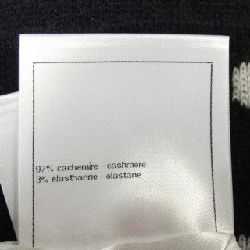 97% cachemire cashmere
3% elasthanne elastane